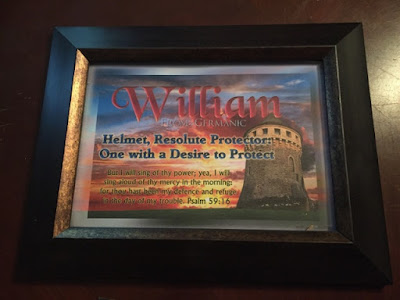 William
GERMANIC
Helmet, Resolute Protector;
One with a Desire to Protect
But I will sing of thy power; yea, I will
sing aloud of thy mercy in the morning:
for thou hast been my defence and refuge
in the day of my trouble. Psalm 59:16